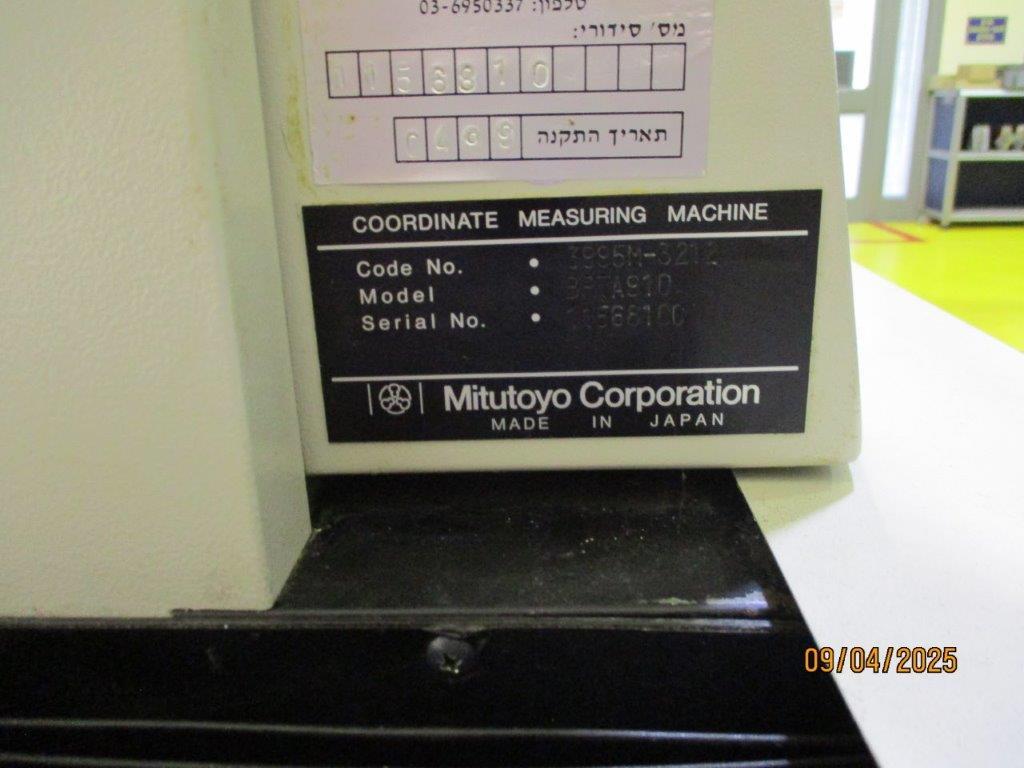 טלפון: 03-6950337
מס' סידורי:
1156810
0499 תאריך התקנה
COORDINATE MEASURING MACHINE
Code No. •
Model •
Serial No. •
Mitutoyo Corporation
MADE IN JAPAN
09/04/2025